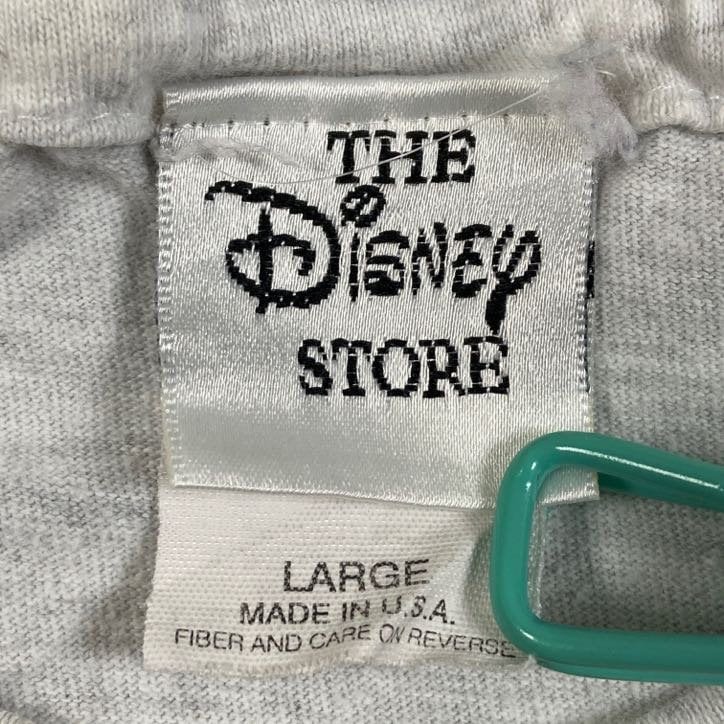 THE
Disney
STORE
LARGE
MADE IN U.S.A.
FIBER AND CARE ON REVERSE